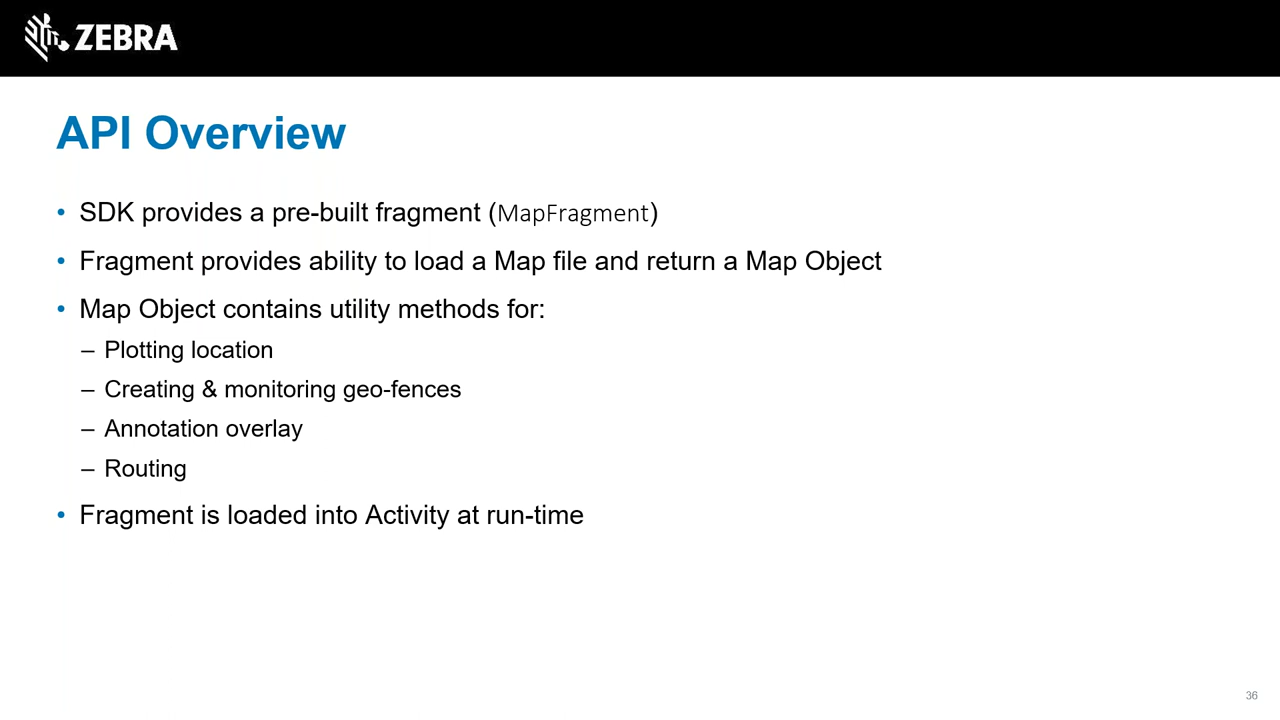 ZEBRA
API Overview
• SDK provides a pre-built fragment (MapFragment)
• Fragment provides ability to load a Map file and return a Map Object
• Map Object contains utility methods for:
– Plotting location
– Creating & monitoring geo-fences
– Annotation overlay
– Routing
• Fragment is loaded into Activity at run-time
36